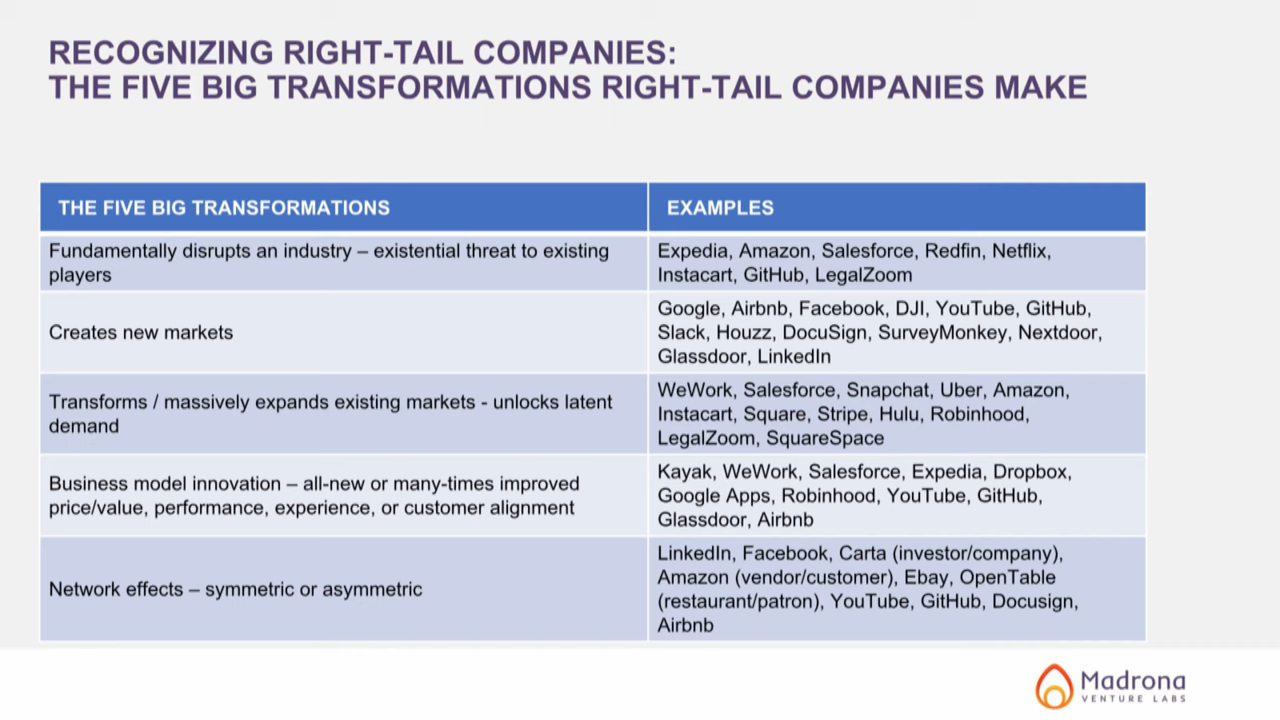 RECOGNIZING RIGHT-TAIL COMPANIES:
THE FIVE BIG TRANSFORMATIONS RIGHT-TAIL COMPANIES MAKE
THE FIVE BIG TRANSFORMATIONS
EXAMPLES
Fundamentally disrupts an industry – existential threat to existing
players
Expedia, Amazon, Salesforce, Redfin, Netflix,
Instacart, GitHub, LegalZoom
Creates new markets
Google, Airbnb, Facebook, DJI, YouTube, GitHub,
Slack, Houzz, DocuSign, SurveyMonkey, Nextdoor,
Glassdoor, LinkedIn
Transforms / massively expands existing markets - unlocks latent
demand
WeWork, Salesforce, Snapchat, Uber, Amazon,
Instacart, Square, Stripe, Hulu, Robinhood,
LegalZoom, SquareSpace
Business model innovation – all-new or many-times improved
price/value, performance, experience, or customer alignment
Kayak, WeWork, Salesforce, Expedia, Dropbox,
Google Apps, Robinhood, YouTube, GitHub,
Glassdoor, Airbnb
Network effects – symmetric or asymmetric
LinkedIn, Facebook, Carta (investor/company),
Amazon (vendor/customer), Ebay, OpenTable
(restaurant/patron), YouTube, GitHub, Docusign,
Airbnb
Madrona
VENTURE LABS